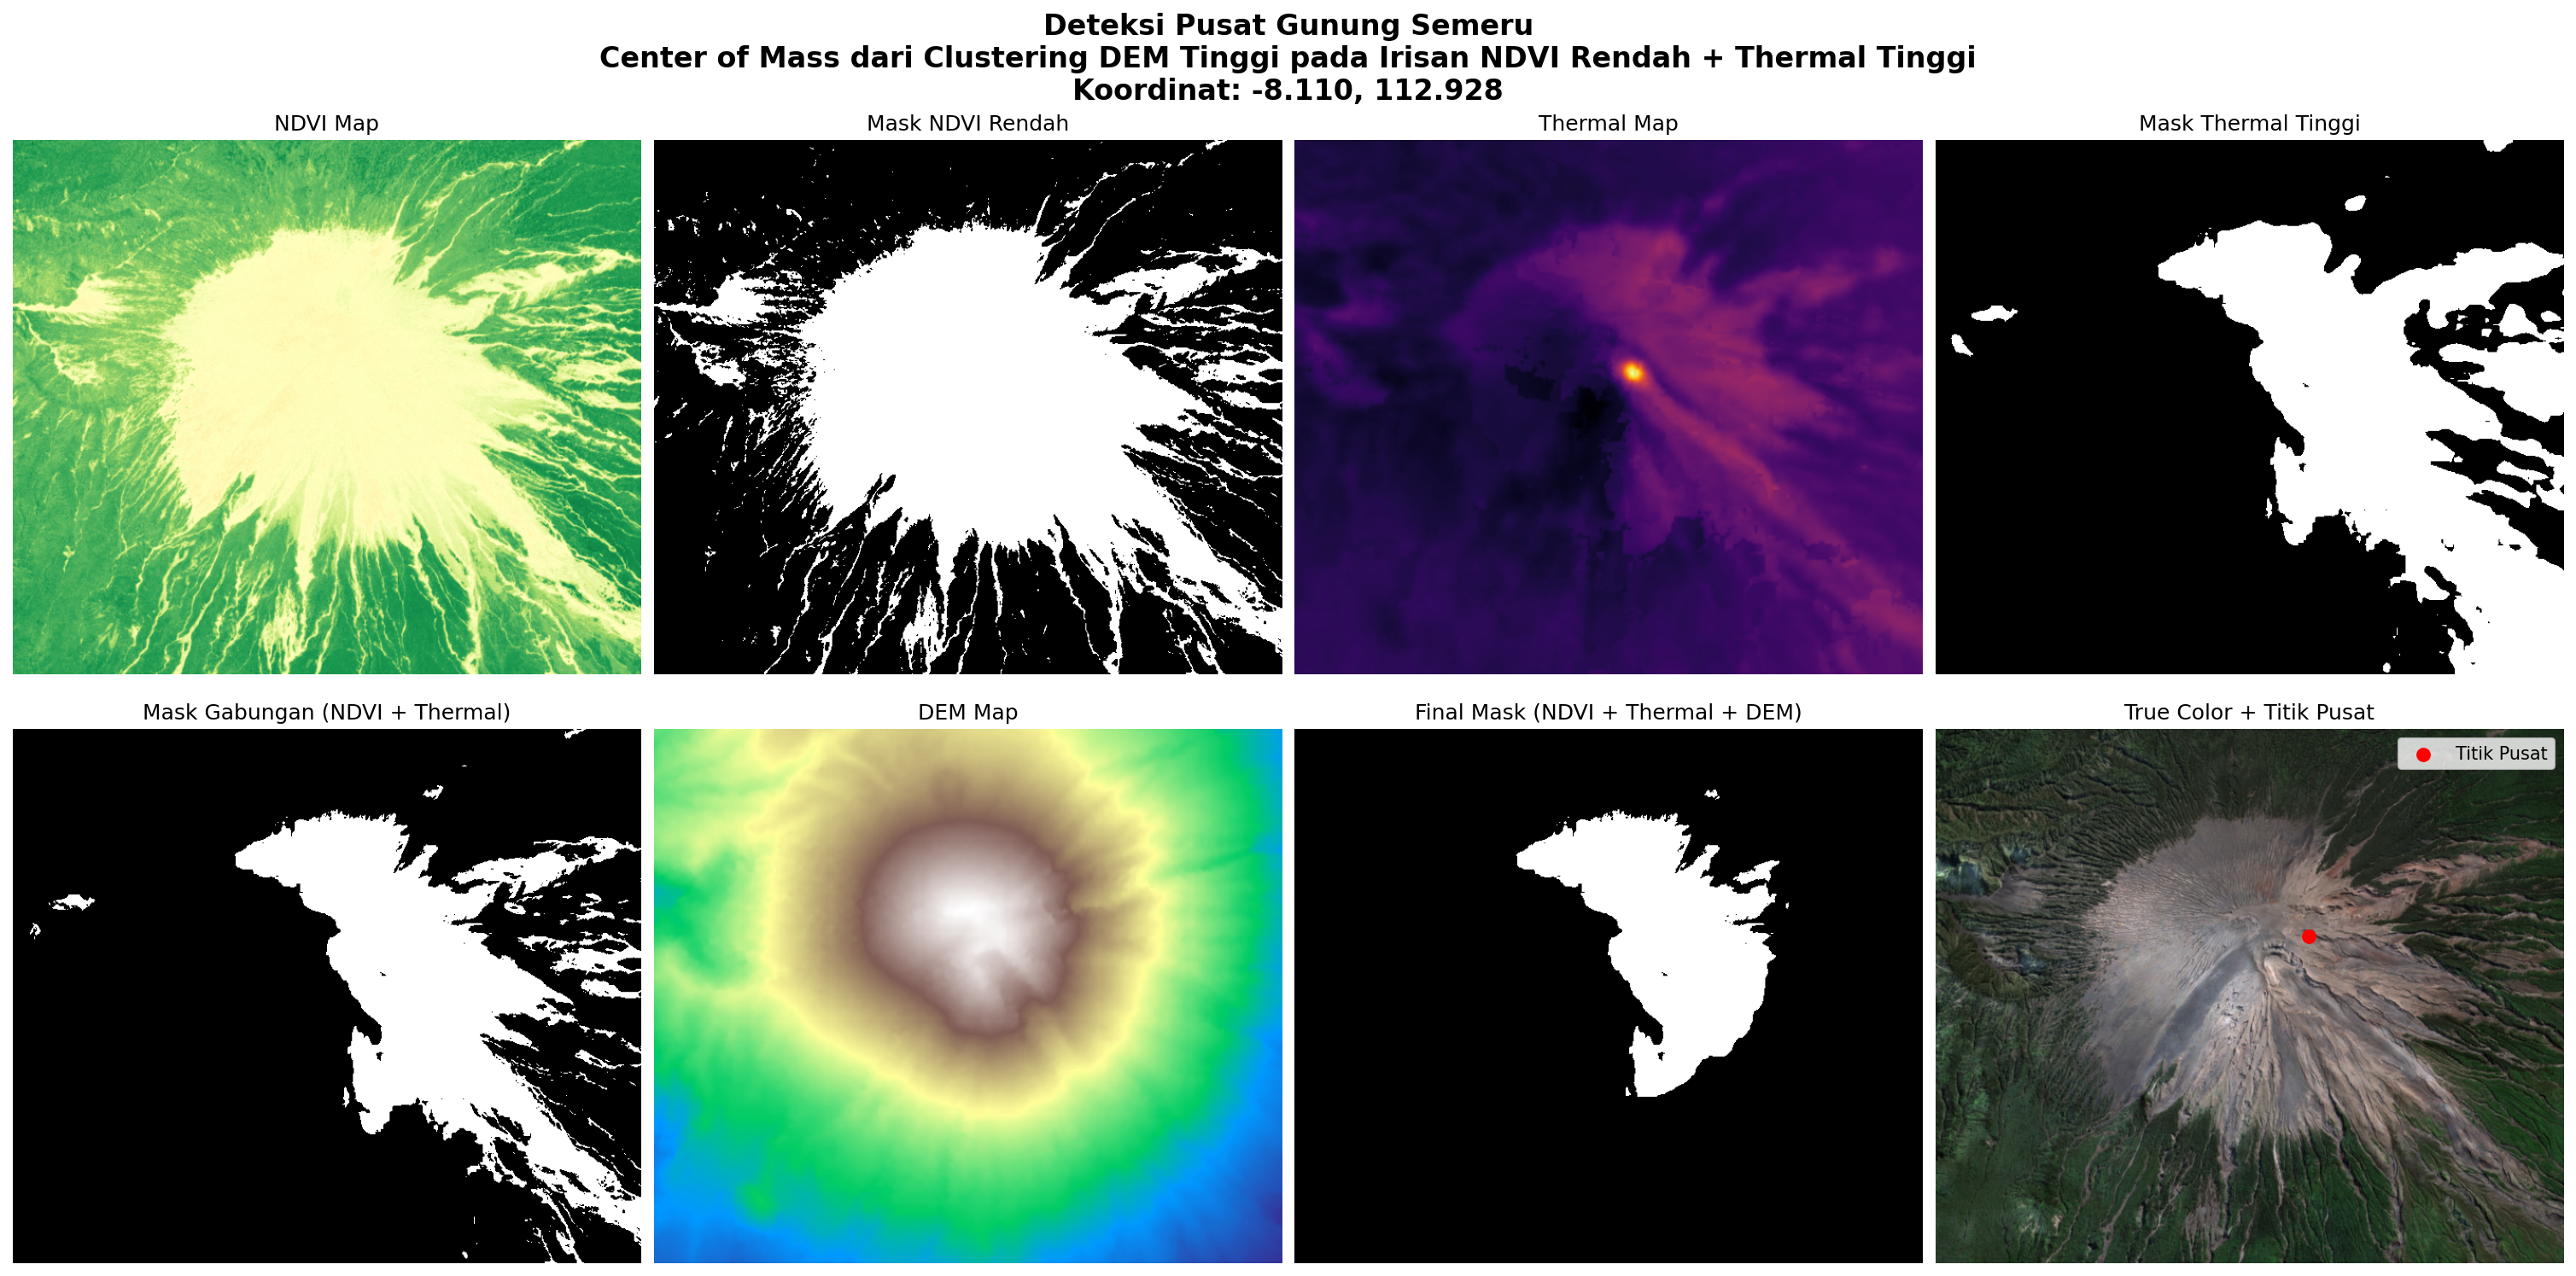 Deteksi Pusat Gunung Semeru
Center of Mass dari Clustering DEM Tinggi pada Irisan NDVI Rendah + Thermal Tinggi
Koordinat: -8.110, 112.928
NDVI Map
Mask NDVI Rendah
Thermal Map
Mask Thermal Tinggi
Mask Gabungan (NDVI + Thermal)
DEM Map
Final Mask (NDVI + Thermal + DEM)
True Color + Titik Pusat
Titik Pusat